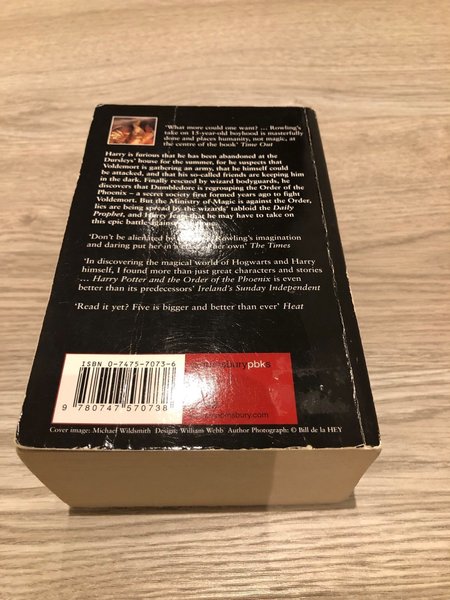 'What more could one want? ... Rowling's
take on 15-year-old boyhood is masterfully
done and places humanity, not magic, at
the centre of the book' Time Out
Harry is furious that he has been abandoned at the
Dursleys' house for the summer, for he suspects that
Voldemort is gathering an army, that he himself could
be attacked, and that his so-called friends are keeping him
in the dark. Finally rescued by wizard bodyguards, he
discovers that Dumbledore is regrouping the Order of the
Phoenix – a secret society first formed years ago to fight
Voldemort. But the Ministry of Magic is against the Order,
lies are being spread by the wizards' tabloid the Daily
Prophet, and Harry fears that he may have to take on
this epic battle against
'Don't be alienated by Rowling's imagination
and daring put her in a her own' The Times
'In discovering the magical world of Hogwarts and Harry
himself, I found more than just great characters and stories
... Harry Potter and the Order of the Phoenix is even
better than its predecessors' Ireland's Sunday Independent
'Read it yet? Five is bigger and better than ever' Heat
ISBN 0-7475-7073-6
9 780747 570738
sburypbks
msbury.com
Cover image: Michael Wildsmith Design: William Webb Author Photograph: © Bill de la HEY